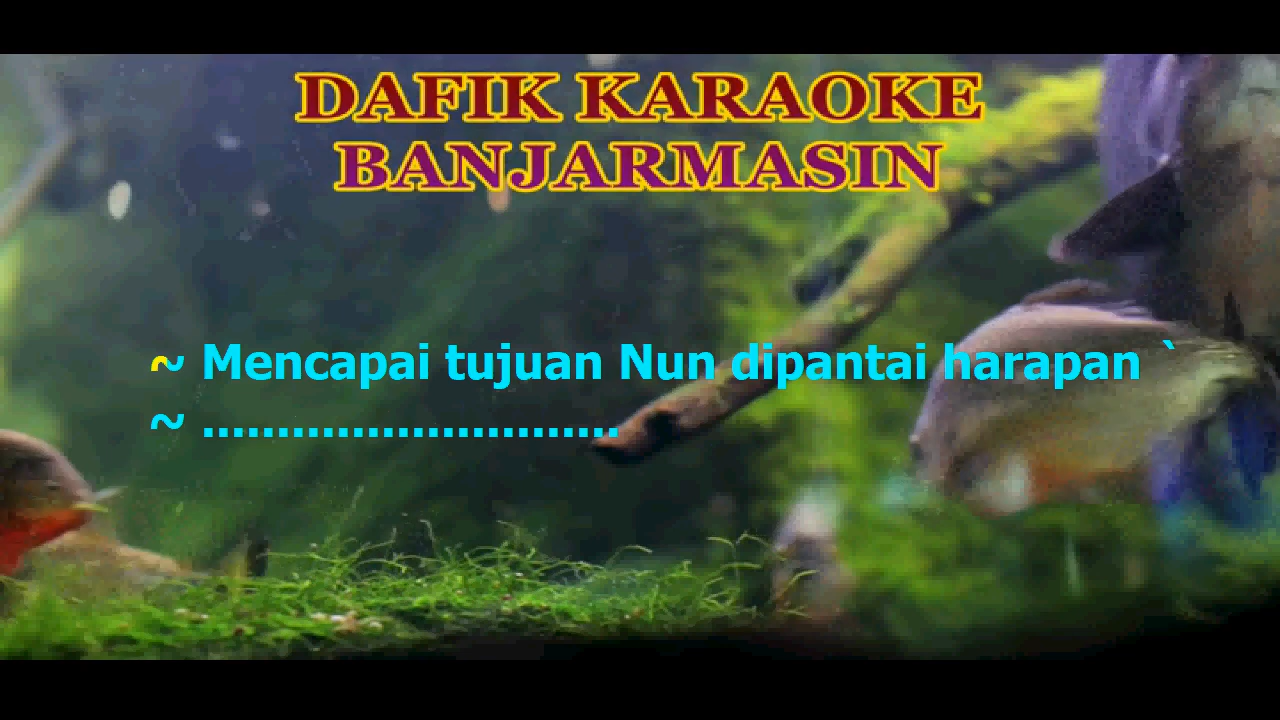 DAFIK KARAOKE
BANJARMASIN
~ Mencapai tujuan Nun dipantai harapan `
~ ............................